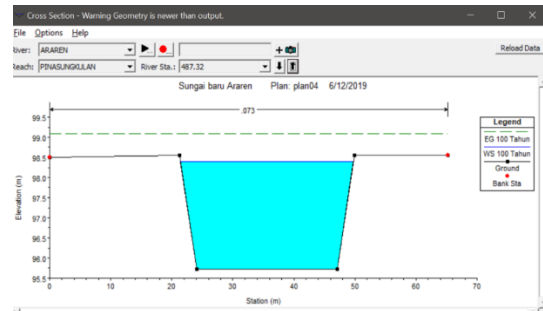 Cross Section - Warning Geometry is newer than output.
File Options Help
River: ARAREN
Reload Data
Reach: PINASUNGKULAN River Sta.: 487.32
Sungai baru Araren Plan: plan04 6/12/2019
.073
Legend
EG 100 Tahun
WS 100 Tahun
Ground
Bank Sta
Elevation (m)
99.5
99.0
98.5
98.0
97.5
97.0
96.5
96.0
95.5
0 10 20 30 40 50 60 70
Station (m)